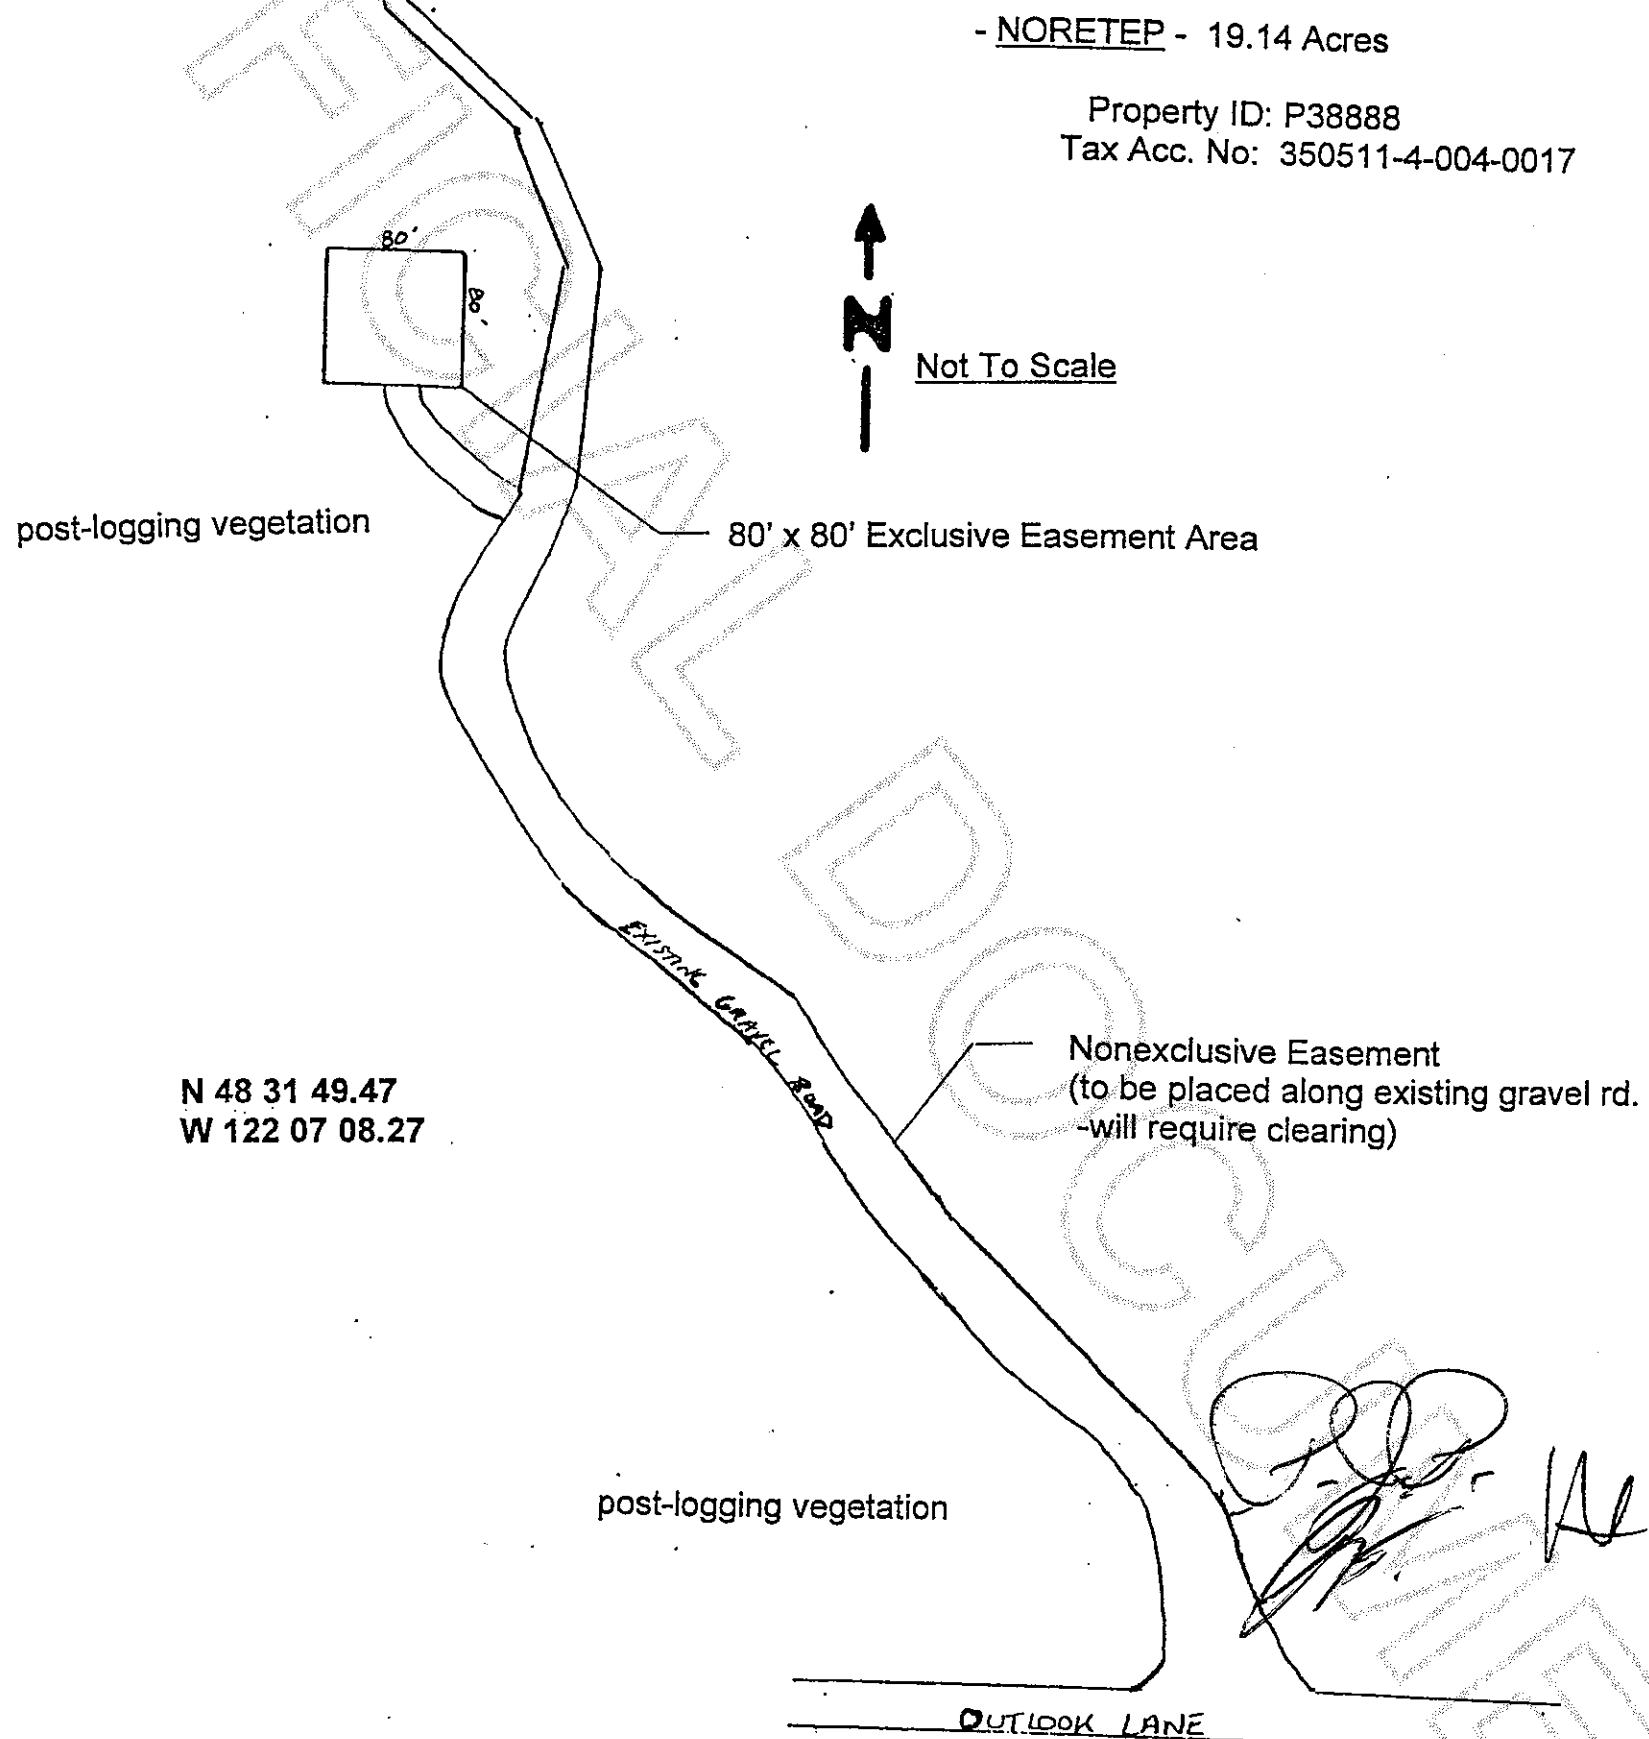 - NORETEP - 19.14 Acres
Property ID: P38888
Tax Acc. No: 350511-4-004-0017
80'
80'
N
Not To Scale
post-logging vegetation
80' x 80' Exclusive Easement Area
EXISTING GRAVEL ROAD
Nonexclusive Easement
(to be placed along existing gravel rd.
-will require clearing)
N 48 31 49.47
W 122 07 08.27
post-logging vegetation
OUTLOOK LANE
FICIAL DOCUME